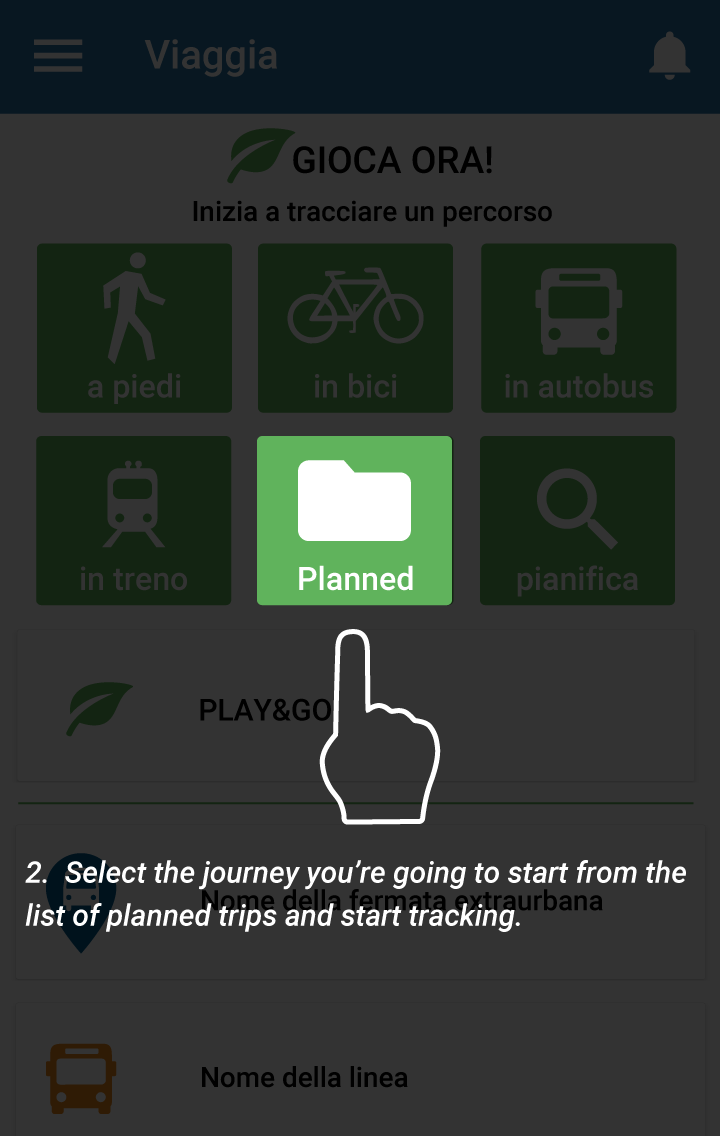 Viaggia
GIOCA ORA!
Inizia a tracciare un percorso
a piedi
in bici
in autobus
in treno
Planned
pianifica
PLAY&GO
2. Select the journey you’re going to start from the
list of planned trips and start tracking.
Nome della fermata extraurbana
Nome della linea